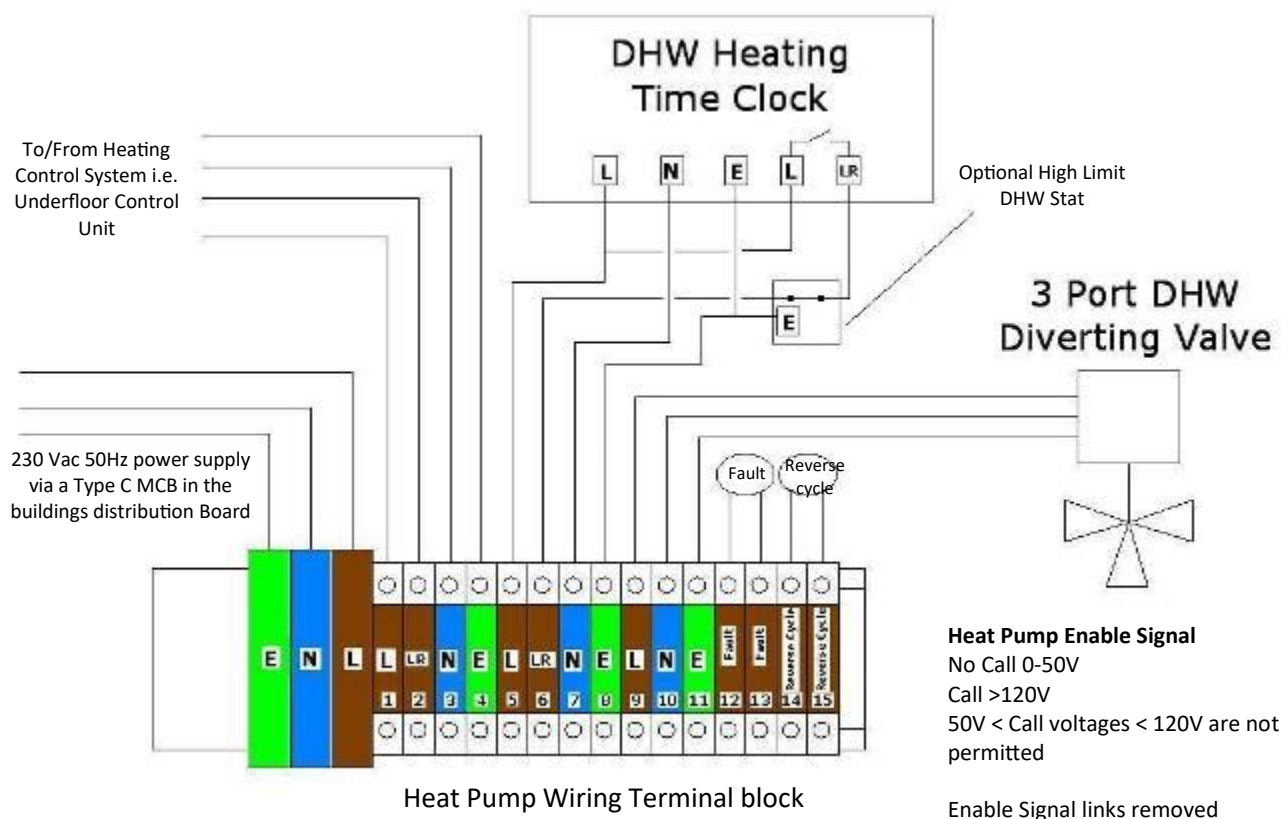 DHW Heating
Time Clock
L N E L LR
To/From Heating
Control System i.e.
Underfloor Control
Unit
Optional High Limit
DHW Stat
E
3 Port DHW
Diverting Valve
230 Vac 50Hz power supply
via a Type C MCB in the
buildings distribution Board
Fault
Reverse
cycle
E N L L LR N E L LR N E L N E Fault Fault Reverse Cycle Reverse Cycle
1 2 3 4 5 6 7 8 9 10 11 12 13 14 15
Heat Pump Wiring Terminal block
Heat Pump Enable Signal
No Call 0-50V
Call >120V
50V < Call voltages < 120V are not
permitted
Enable Signal links removed